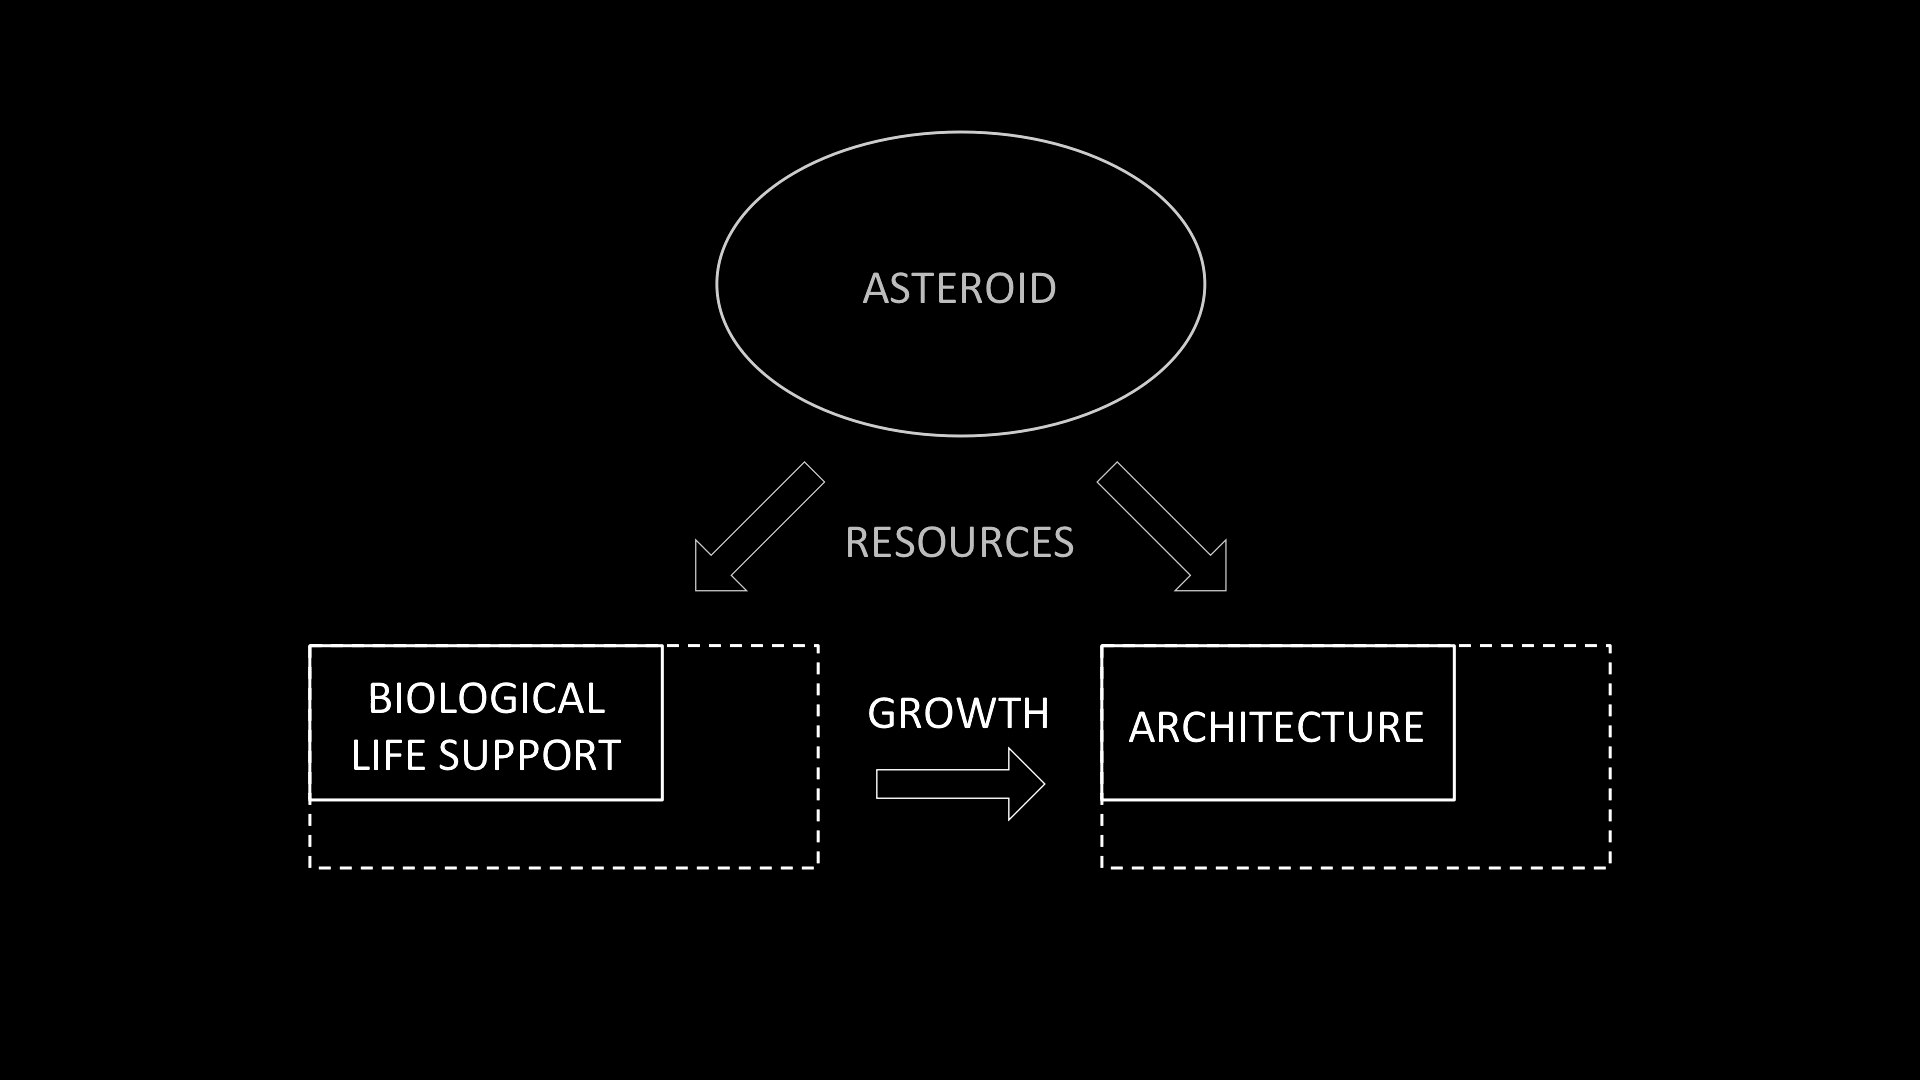 ASTEROID
RESOURCES
BIOLOGICAL
LIFE SUPPORT
GROWTH
ARCHITECTURE